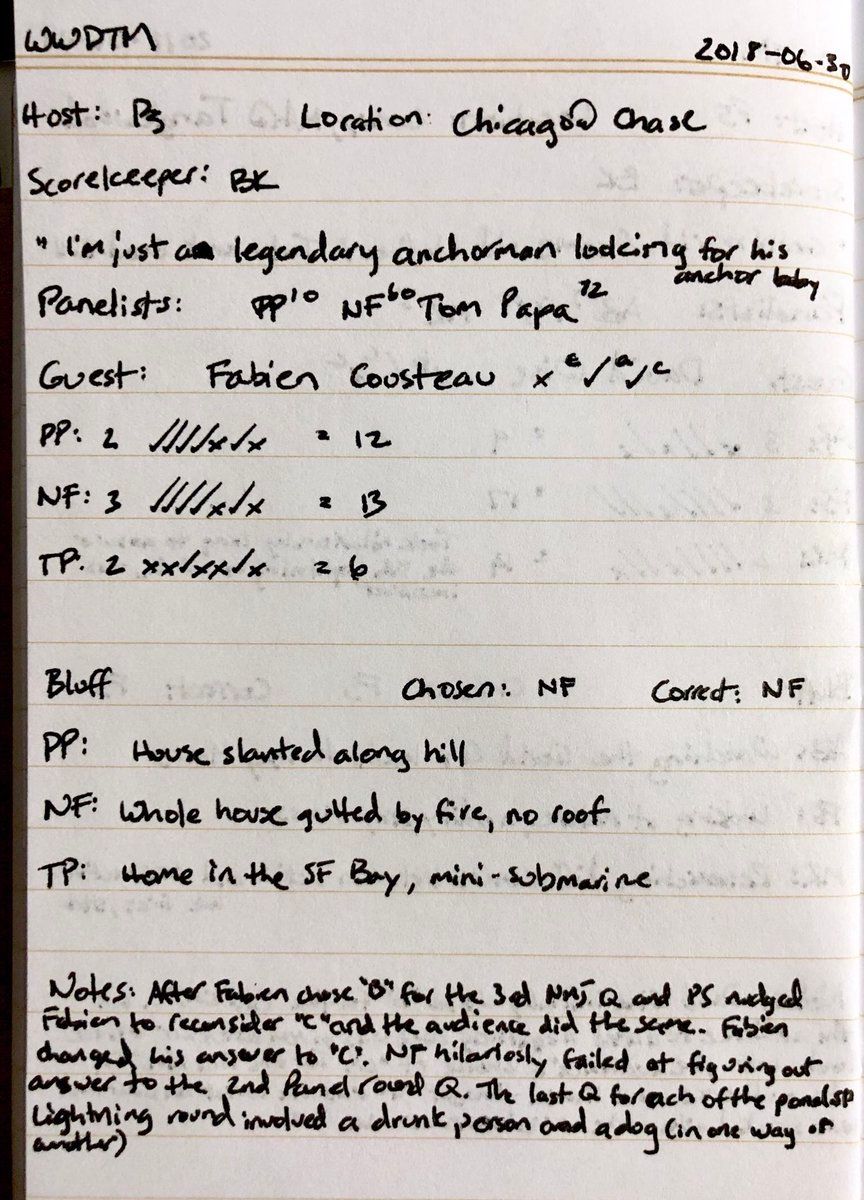 WWDTM
2018-06-30
Host: PS Location: Chicago @ Chase
Scorekeeper: BK
"I'm just a legendary anchorman looking for his
anchor baby
Panelists: PP 10 NF 60 Tom Papa 12
Guest: Fabien Cousteau x c ✓ a ✓ c
PP: 2 ✓✓✓✓x✓x = 12
NF: 3 ✓✓✓✓x✓x = 13
TP: 2 xx✓xx✓x = 6
Bluff Chosen: NF Correct: NF
PP: House slanted along hill
NF: Whole house gutted by fire, no roof
TP: Home in the SF Bay, mini-submarine
Notes: After Fabien chose "B" for the 3rd NMJ Q and PS nudged
Fabien to reconsider "C" and the audience did the same. Fabien
changed his answer to "C". NF hilariosly failed at figuring out
answer to the 2nd Panel round Q. The last Q for each of the panelist
Lightning round involved a drunk person and a dog (in one way or
another)